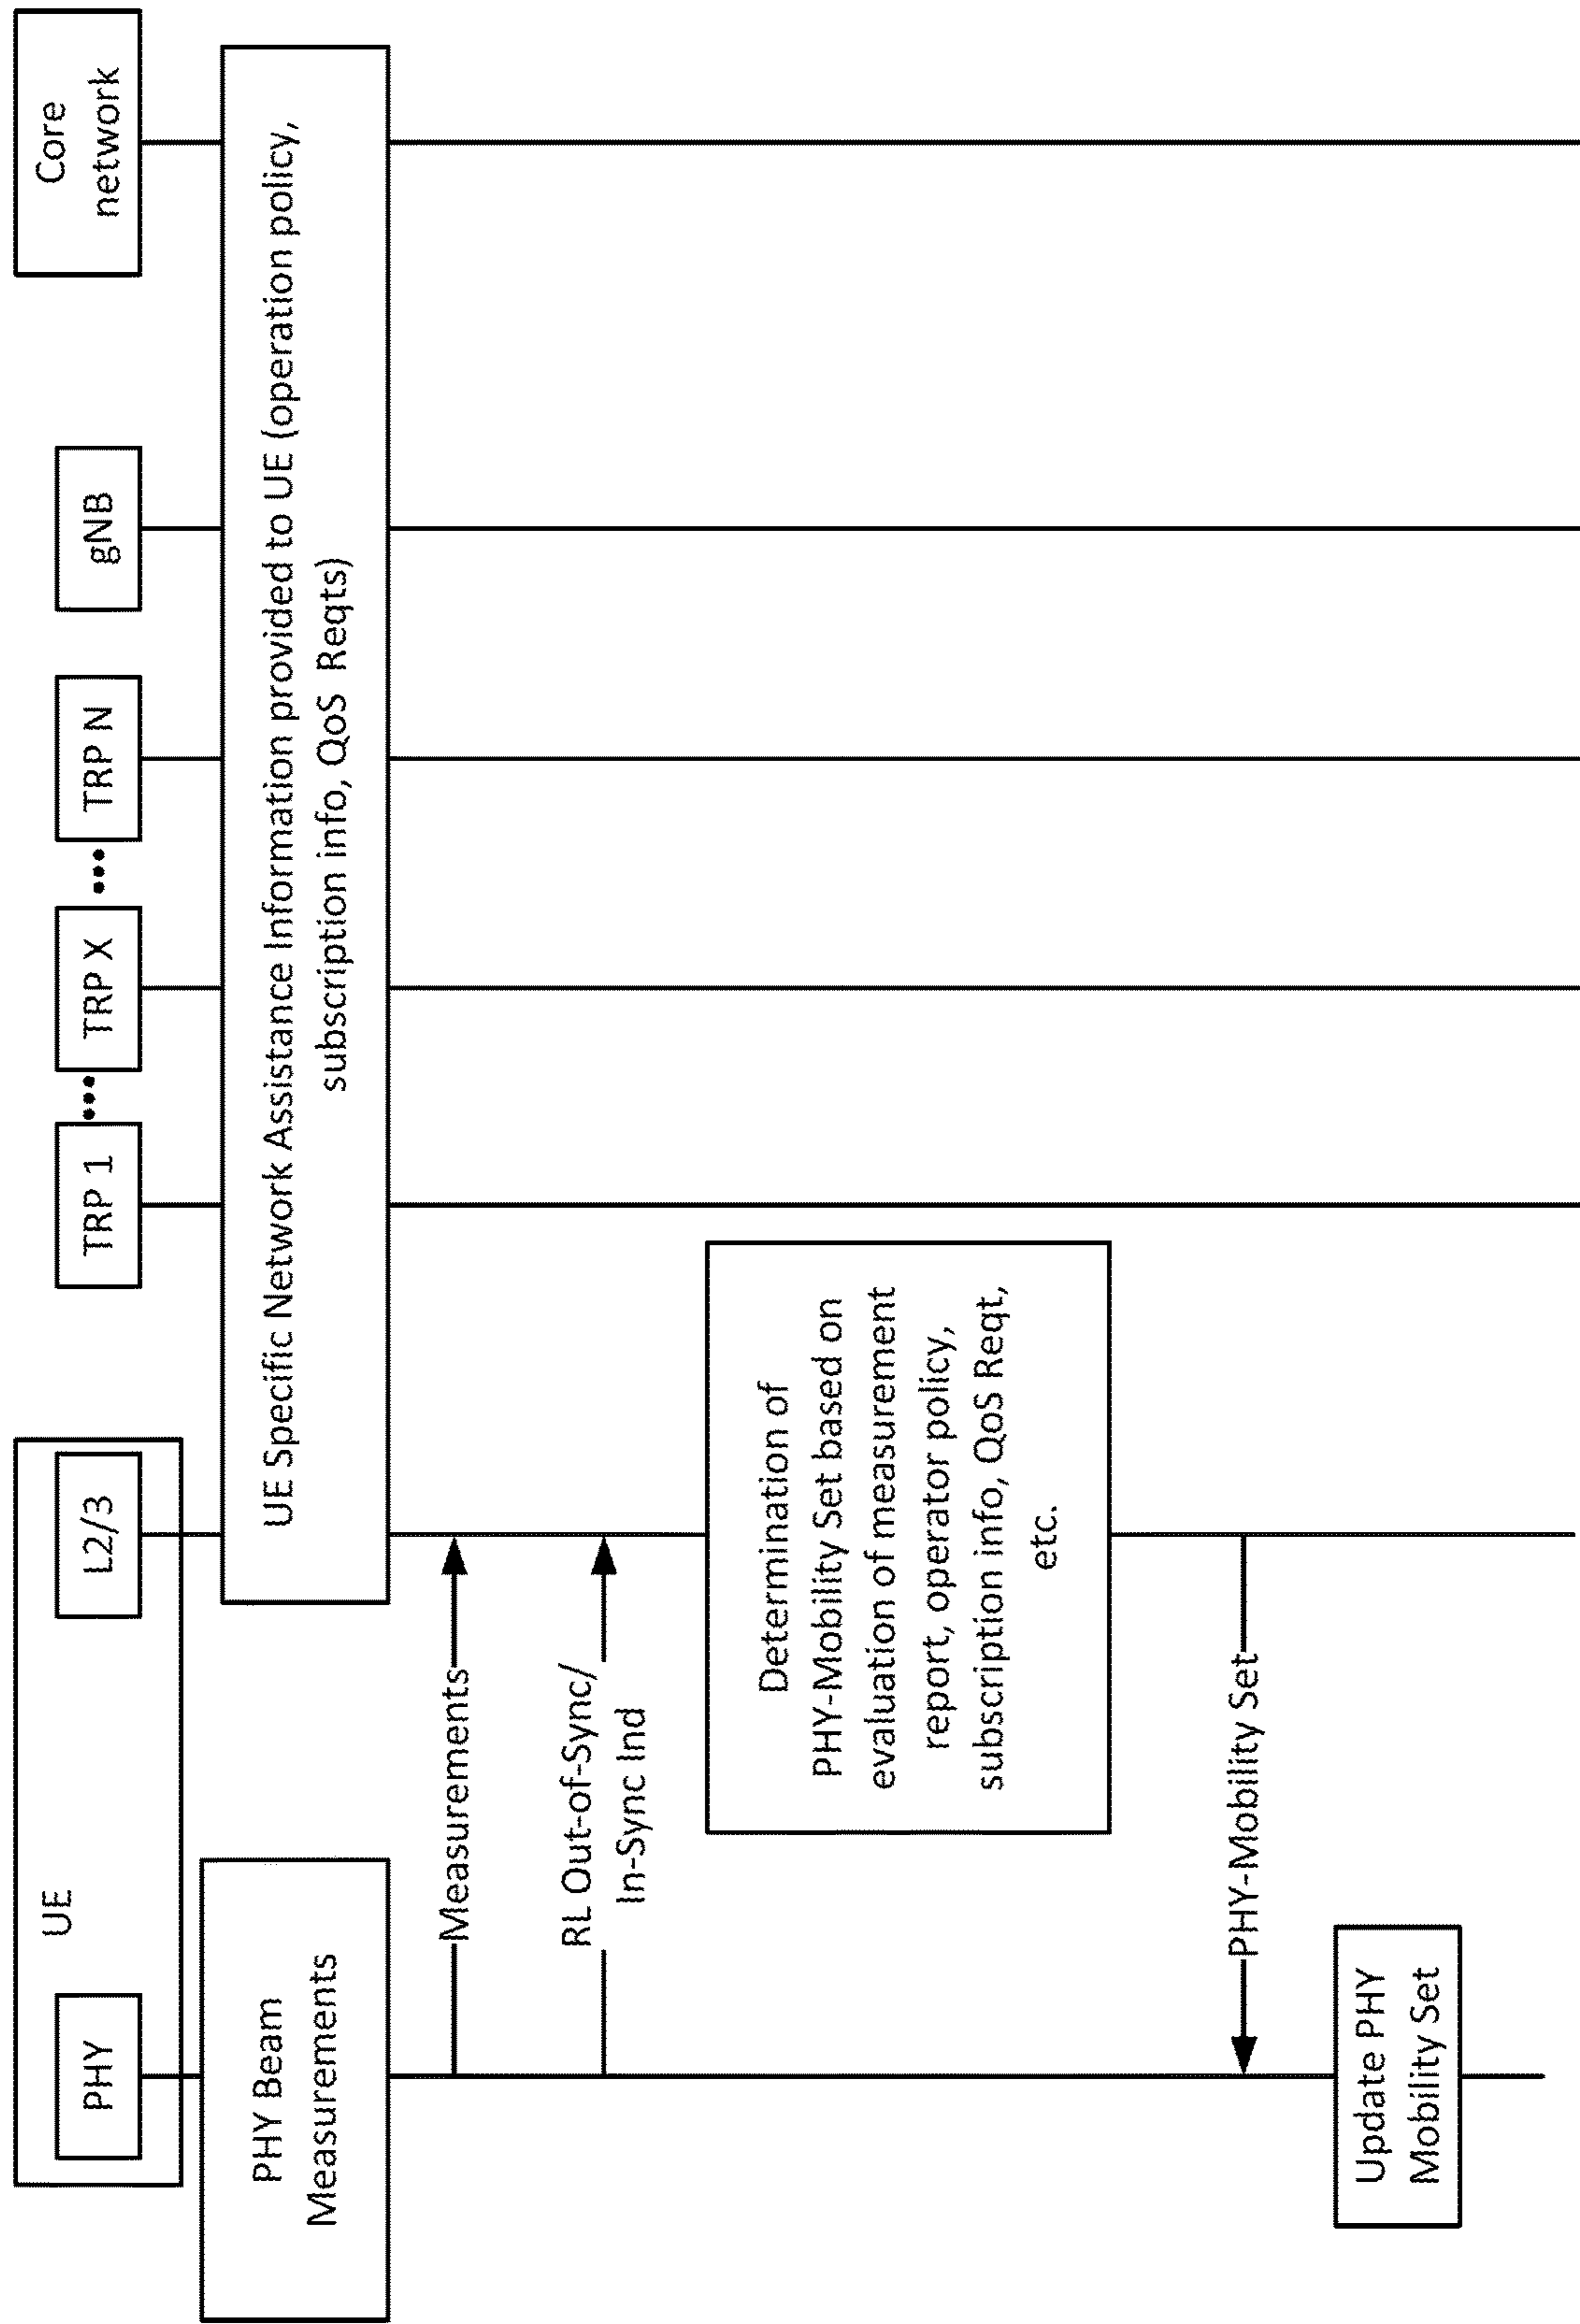 UE
PHY
L2/3
TRP 1
•••
TRP X
•••
TRP N
gNB
Core
network
PHY Beam
Measurements
UE Specific Network Assistance Information provided to UE (operation policy,
subscription info, QoS Reqts)
Measurements
RL Out-of-Sync/
In-Sync Ind
Determination of
PHY-Mobility Set based on
evaluation of measurement
report, operator policy,
subscription info, QoS Reqt,
etc.
PHY-Mobility Set
Update PHY
Mobility Set